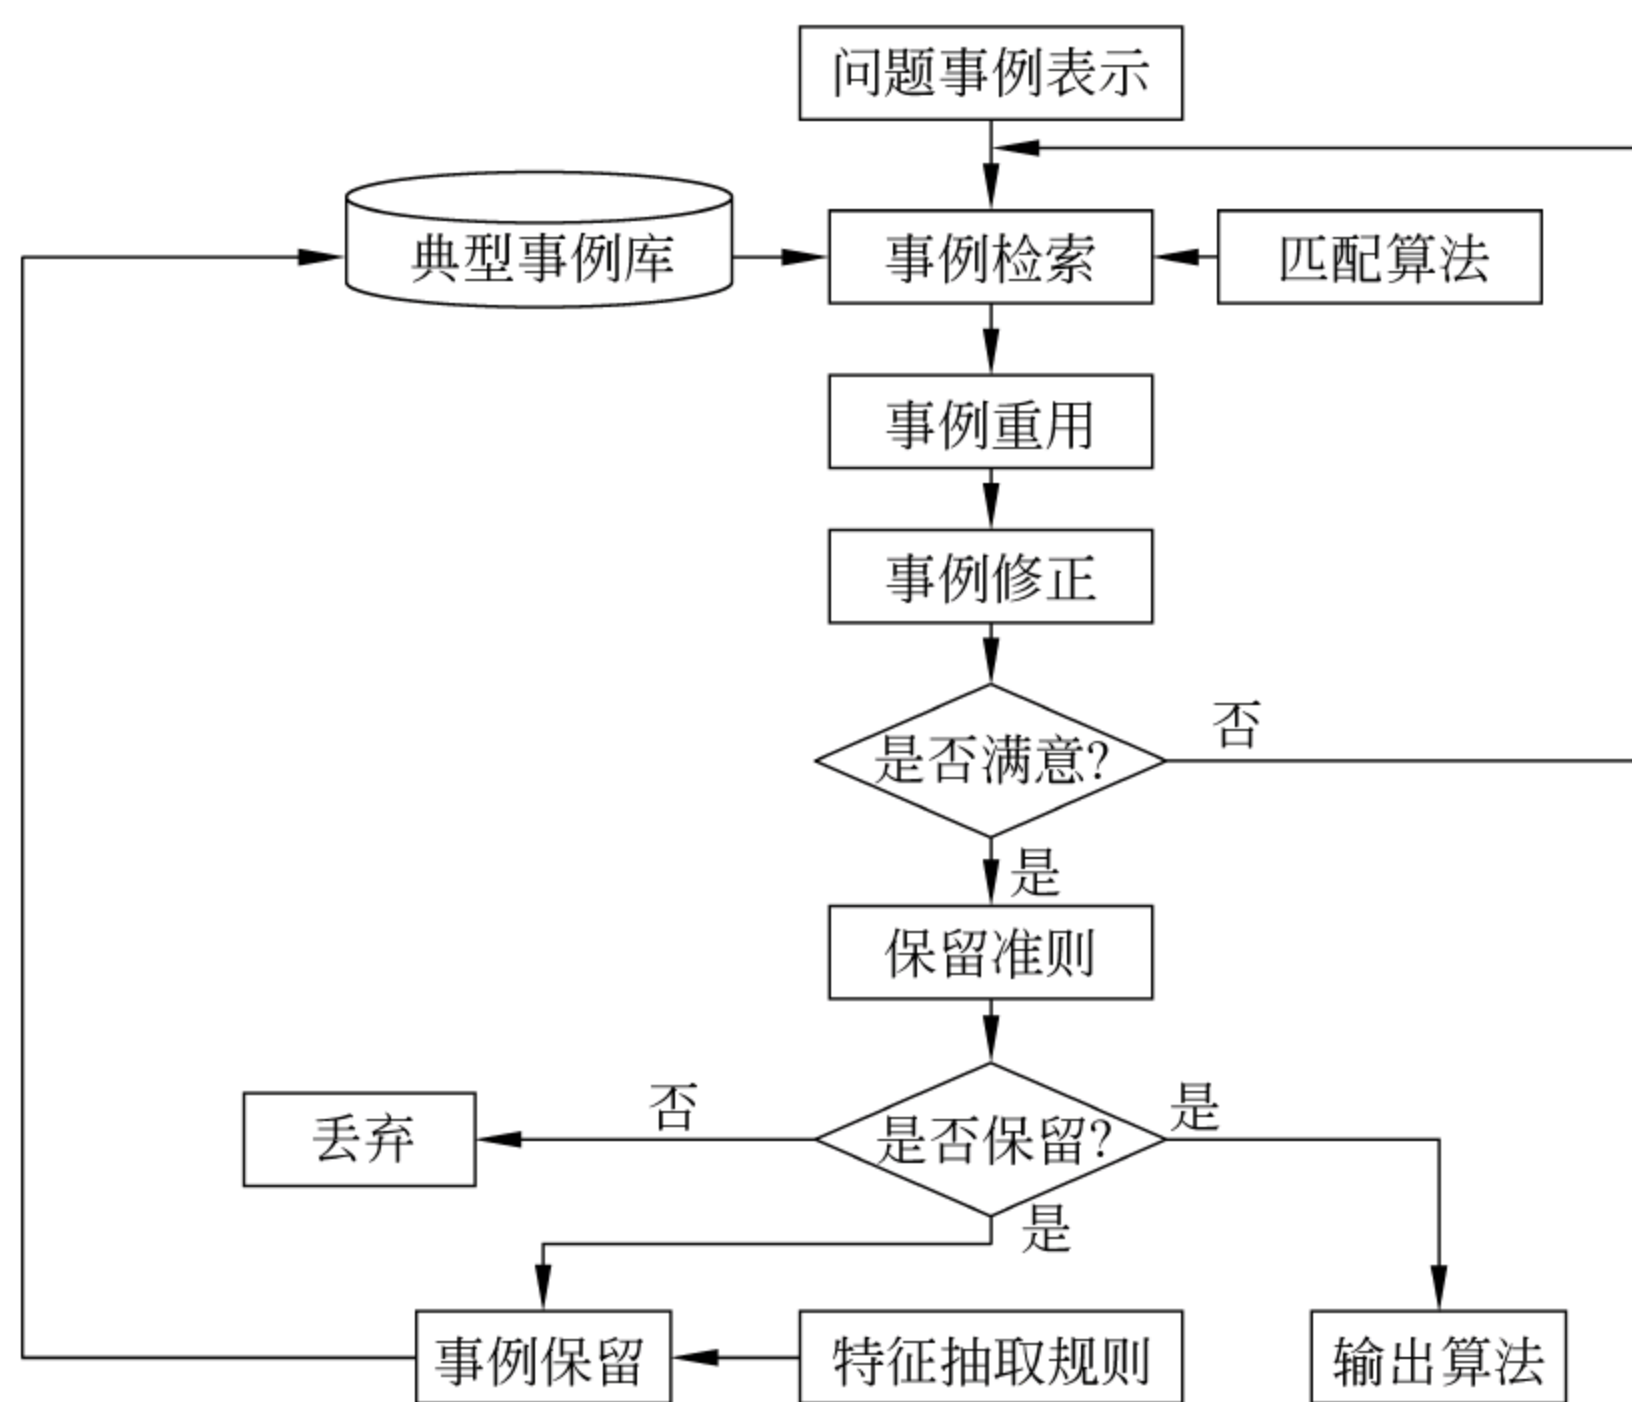 问题事例表示
典型事例库
事例检索
匹配算法
事例重用
事例修正
是否满意?
否
是
保留准则
丢弃
否
是否保留?
是
是
事例保留
特征抽取规则
输出算法